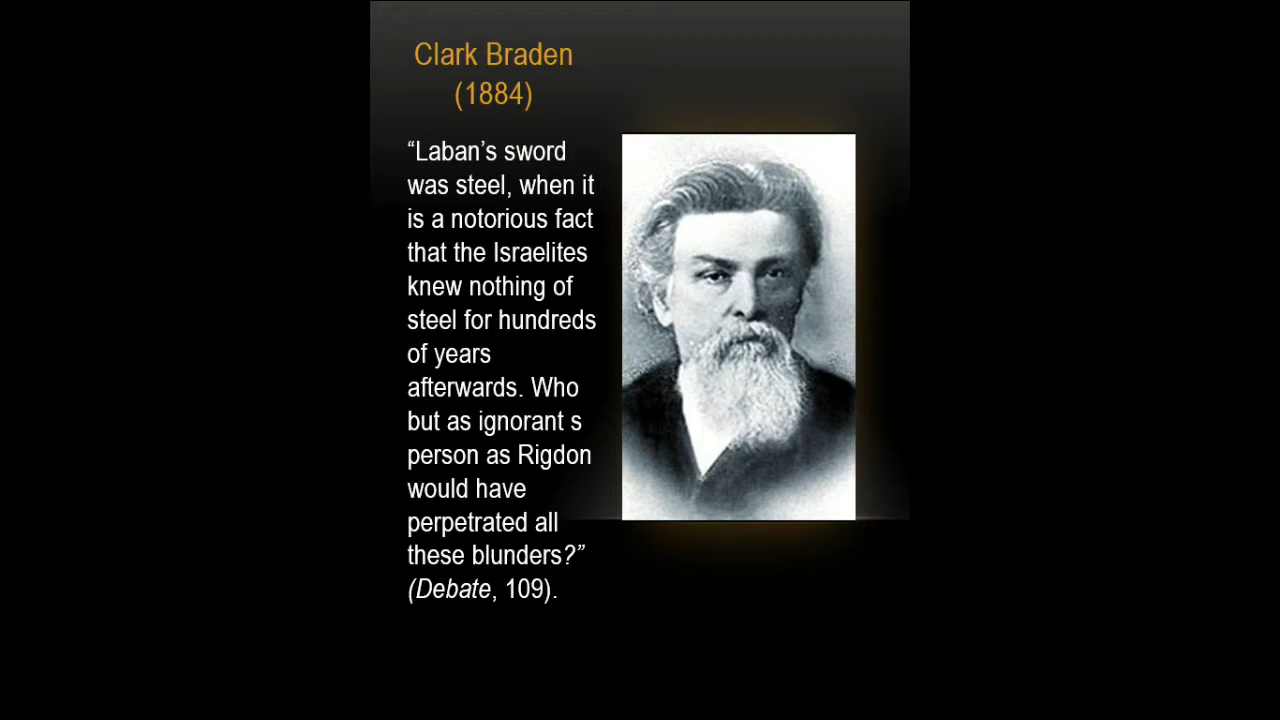 Clark Braden
(1884)
“Laban’s sword
was steel, when it
is a notorious fact
that the Israelites
knew nothing of
steel for hundreds
of years
afterwards. Who
but as ignorant s
person as Rigdon
would have
perpetrated all
these blunders?”
(Debate, 109).